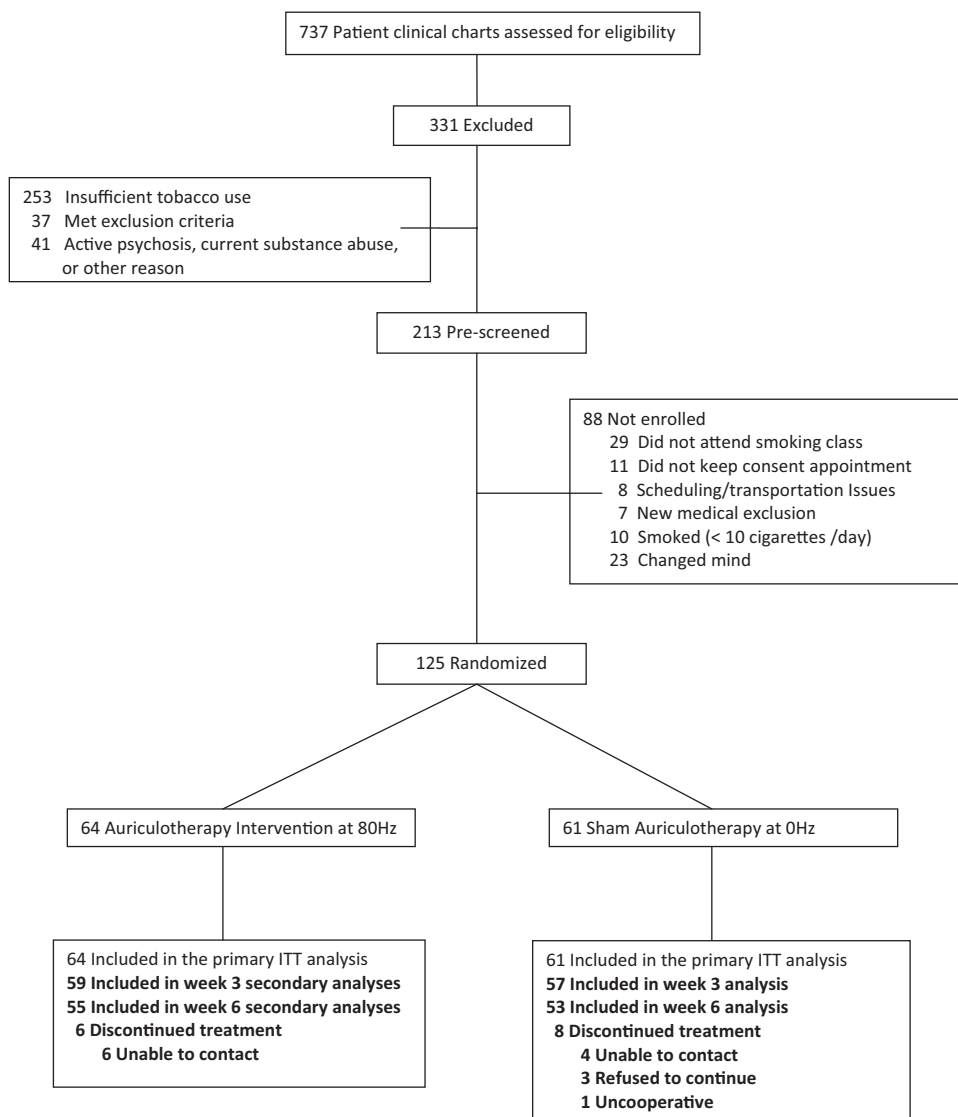 737 Patient clinical charts assessed for eligibility
331 Excluded
253 Insufficient tobacco use
37 Met exclusion criteria
41 Active psychosis, current substance abuse,
or other reason
213 Pre-screened
88 Not enrolled
29 Did not attend smoking class
11 Did not keep consent appointment
8 Scheduling/transportation Issues
7 New medical exclusion
10 Smoked (< 10 cigarettes /day)
23 Changed mind
125 Randomized
64 Auriculotherapy Intervention at 80Hz
61 Sham Auriculotherapy at 0Hz
64 Included in the primary ITT analysis
59 Included in week 3 secondary analyses
55 Included in week 6 secondary analyses
6 Discontinued treatment
6 Unable to contact
61 Included in the primary ITT analysis
57 Included in week 3 analysis
53 Included in week 6 analysis
8 Discontinued treatment
4 Unable to contact
3 Refused to continue
1 Uncooperative